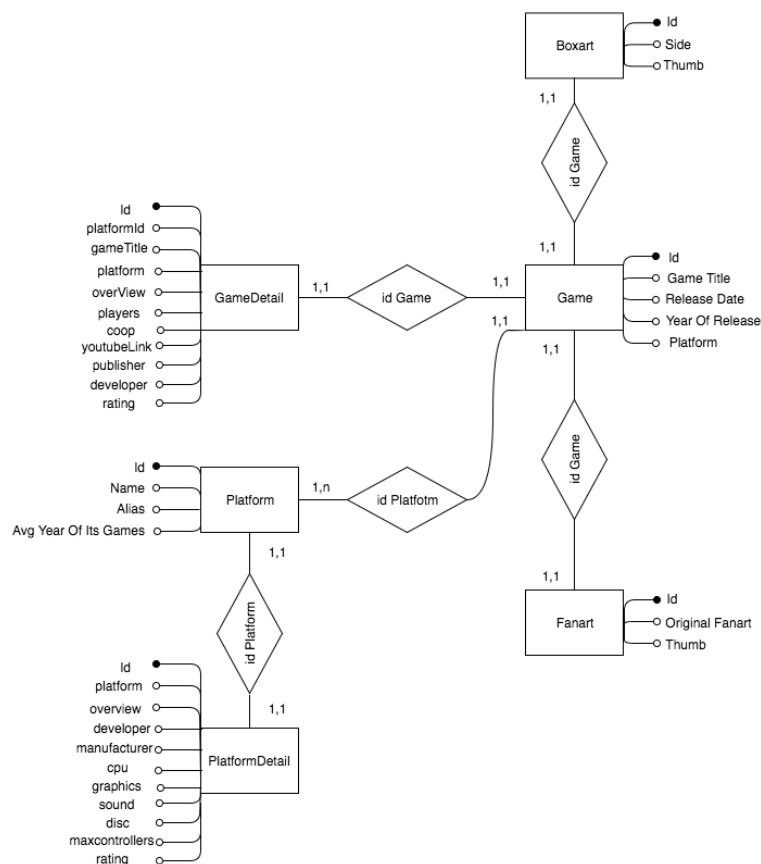 Id
Boxart
Side
Thumb
1,1
id Game
1,1
Id
platformId
gameTitle
platform
overView
players
coop
youtubeLink
publisher
developer
rating
GameDetail
1,1
id Game
1,1
1,1
Game
Id
Game Title
Release Date
Year Of Release
Platform
1,1
id Game
1,1
Id
Name
Alias
Avg Year Of Its Games
Platform
1,n
id Platfotm
1,1
id Platform
1,1
Fanart
Id
Original Fanart
Thumb
Id
platform
overview
developer
manufacturer
cpu
graphics
sound
disc
maxcontrollers
rating
PlatformDetail